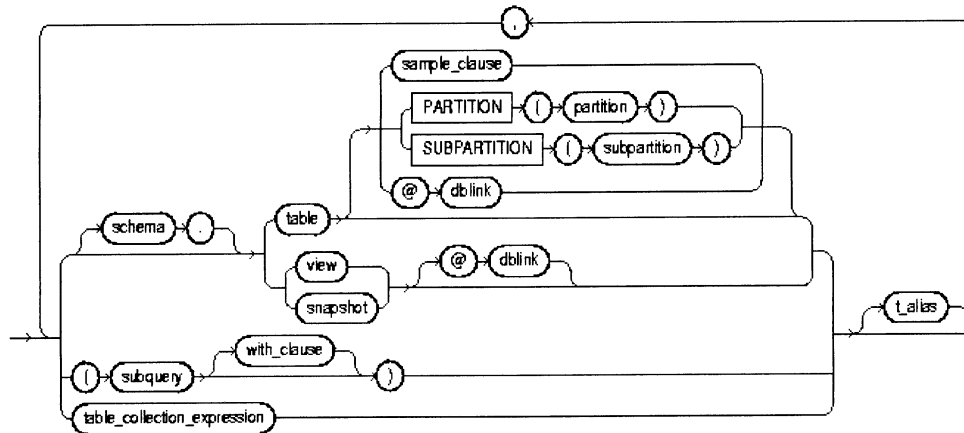 ,
sample_clause
PARTITION ( partition )
SUBPARTITION ( subpartition )
@ dblink
schema . table
view @ dblink
snapshot
t_alias
with_clause
( subquery )
table_collection_expression